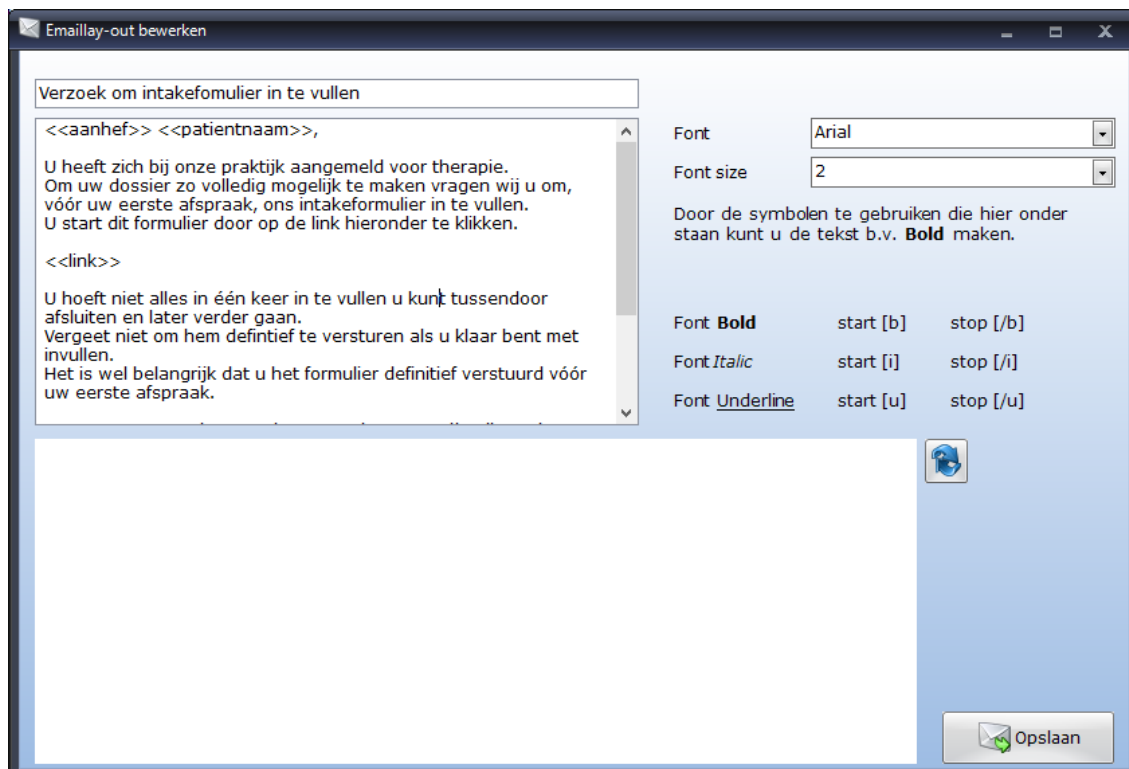 Emaillay-out bewerken
Verzoek om intakefomulier in te vullen
<<aanhef>> <<patientnaam>>,
U heeft zich bij onze praktijk aangemeld voor therapie.
Om uw dossier zo volledig mogelijk te maken vragen wij u om,
vóór uw eerste afspraak, ons intakeformulier in te vullen.
U start dit formulier door op de link hieronder te klikken.
<<link>>
U hoeft niet alles in één keer in te vullen u kunt tussendoor
afsluiten en later verder gaan.
Vergeet niet om hem defintief te versturen als u klaar bent met
invullen.
Het is wel belangrijk dat u het formulier definitief verstuurd vóór
uw eerste afspraak.
Font Arial
Font size 2
Door de symbolen te gebruiken die hier onder
staan kunt u de tekst b.v. Bold maken.
Font Bold start [b] stop [/b]
Font Italic start [i] stop [/i]
Font Underline start [u] stop [/u]
Opslaan